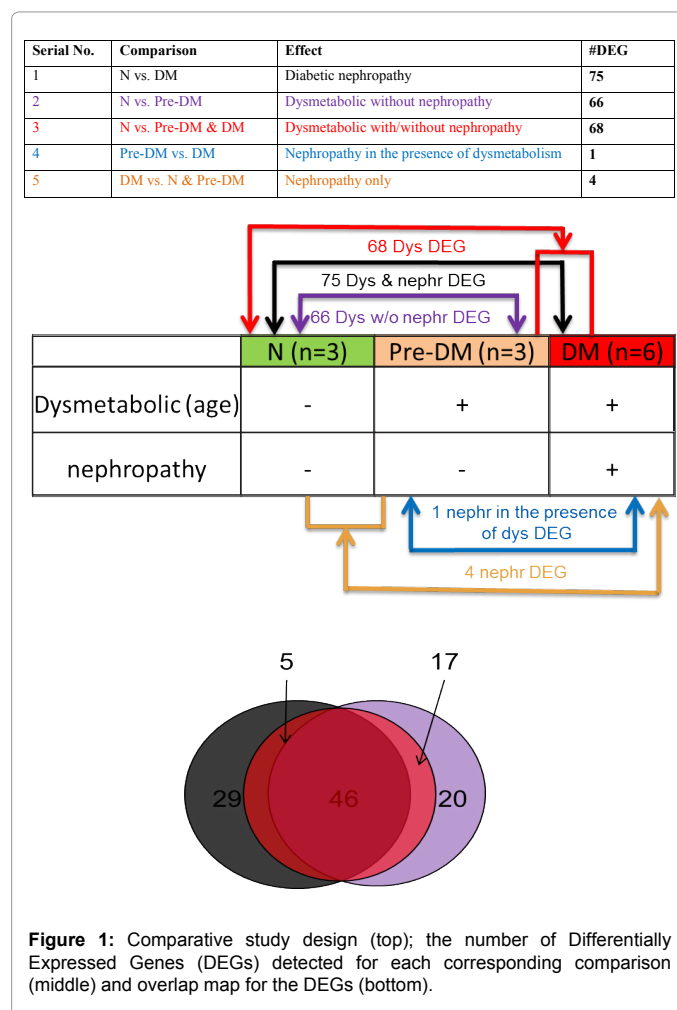 Serial No. Comparison Effect #DEG
1 N vs. DM Diabetic nephropathy 75
2 N vs. Pre-DM Dysmetabolic without nephropathy 66
3 N vs. Pre-DM & DM Dysmetabolic with/without nephropathy 68
4 Pre-DM vs. DM Nephropathy in the presence of dysmetabolism 1
5 DM vs. N & Pre-DM Nephropathy only 4
68 Dys DEG
75 Dys & nephr DEG
66 Dys w/o nephr DEG
N (n=3) Pre-DM (n=3) DM (n=6)
Dysmetabolic (age) - + +
nephropathy - - +
1 nephr in the presence
of dys DEG
4 nephr DEG
5 17
29 46 20
Figure 1: Comparative study design (top); the number of Differentially
Expressed Genes (DEGs) detected for each corresponding comparison
(middle) and overlap map for the DEGs (bottom).